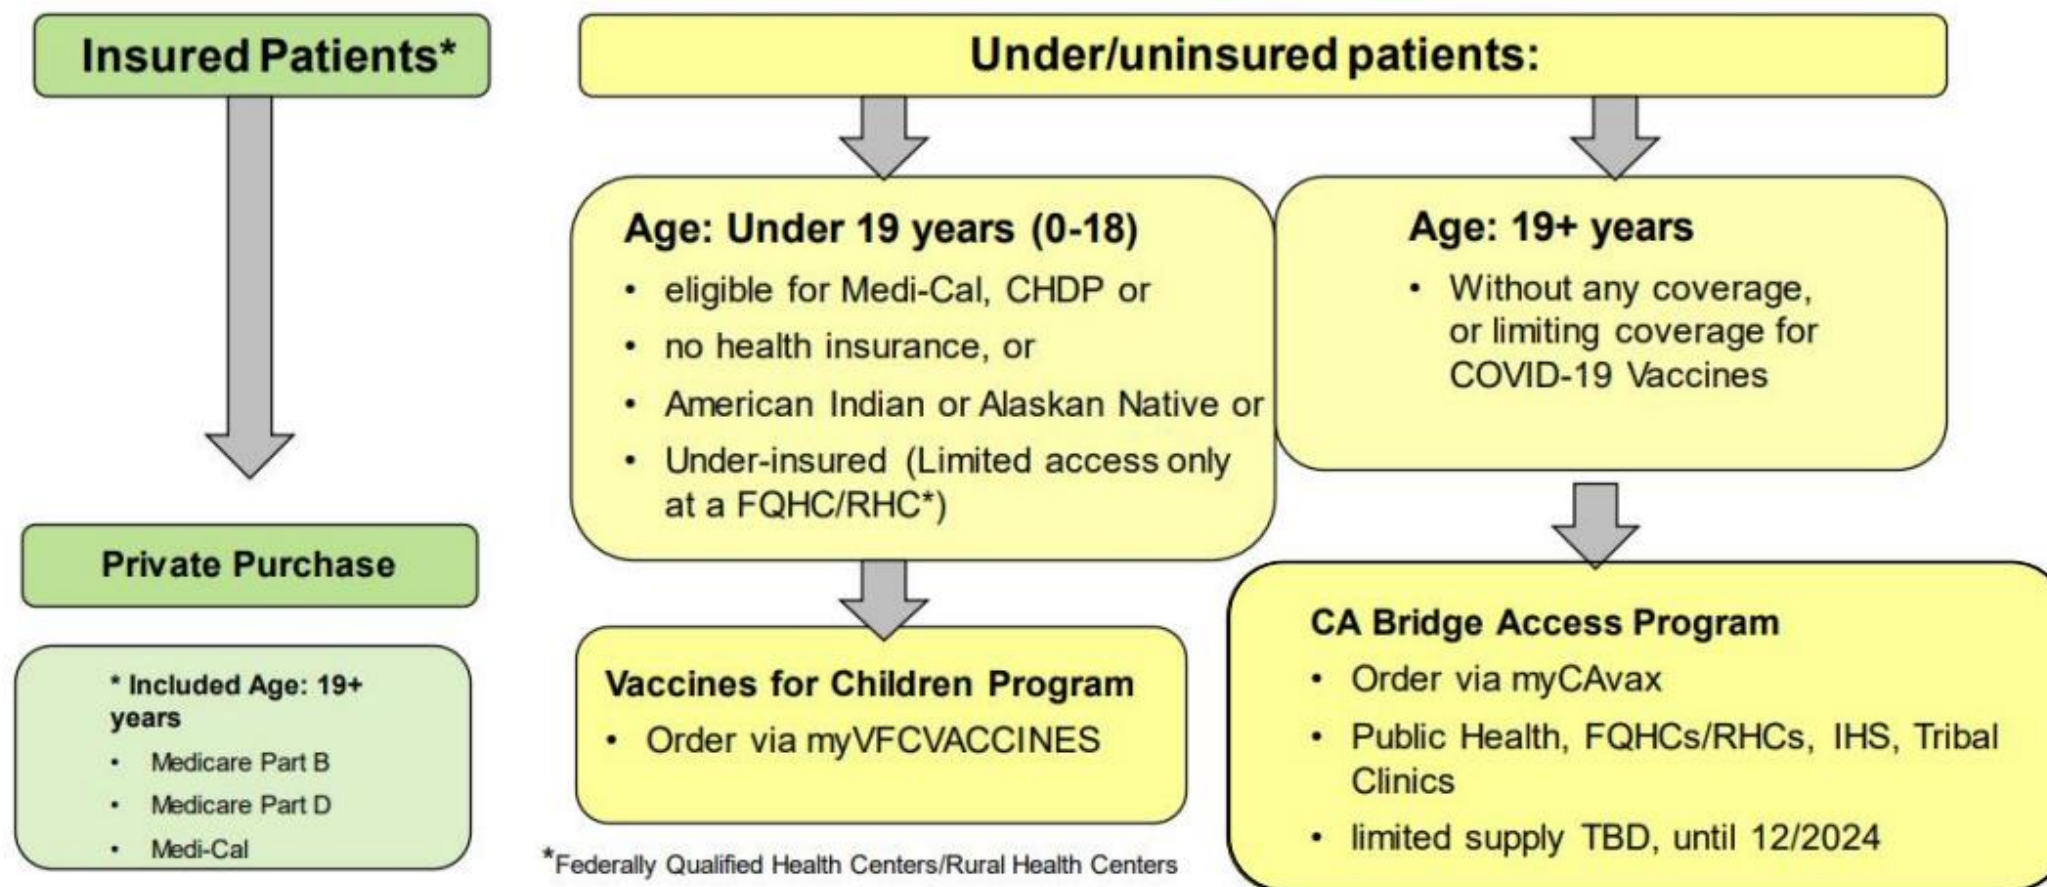 Insured Patients*
Private Purchase
* Included Age: 19+
years
• Medicare Part B
• Medicare Part D
• Medi-Cal
Under/uninsured patients:
Age: Under 19 years (0-18)
• eligible for Medi-Cal, CHDP or
• no health insurance, or
• American Indian or Alaskan Native or
• Under-insured (Limited access only
at a FQHC/RHC*)
Vaccines for Children Program
• Order via myVFCVACCINES
*Federally Qualified Health Centers/Rural Health Centers
Age: 19+ years
• Without any coverage,
or limiting coverage for
COVID-19 Vaccines
CA Bridge Access Program
• Order via myCAvax
• Public Health, FQHCs/RHCs, IHS, Tribal
Clinics
• limited supply TBD, until 12/2024